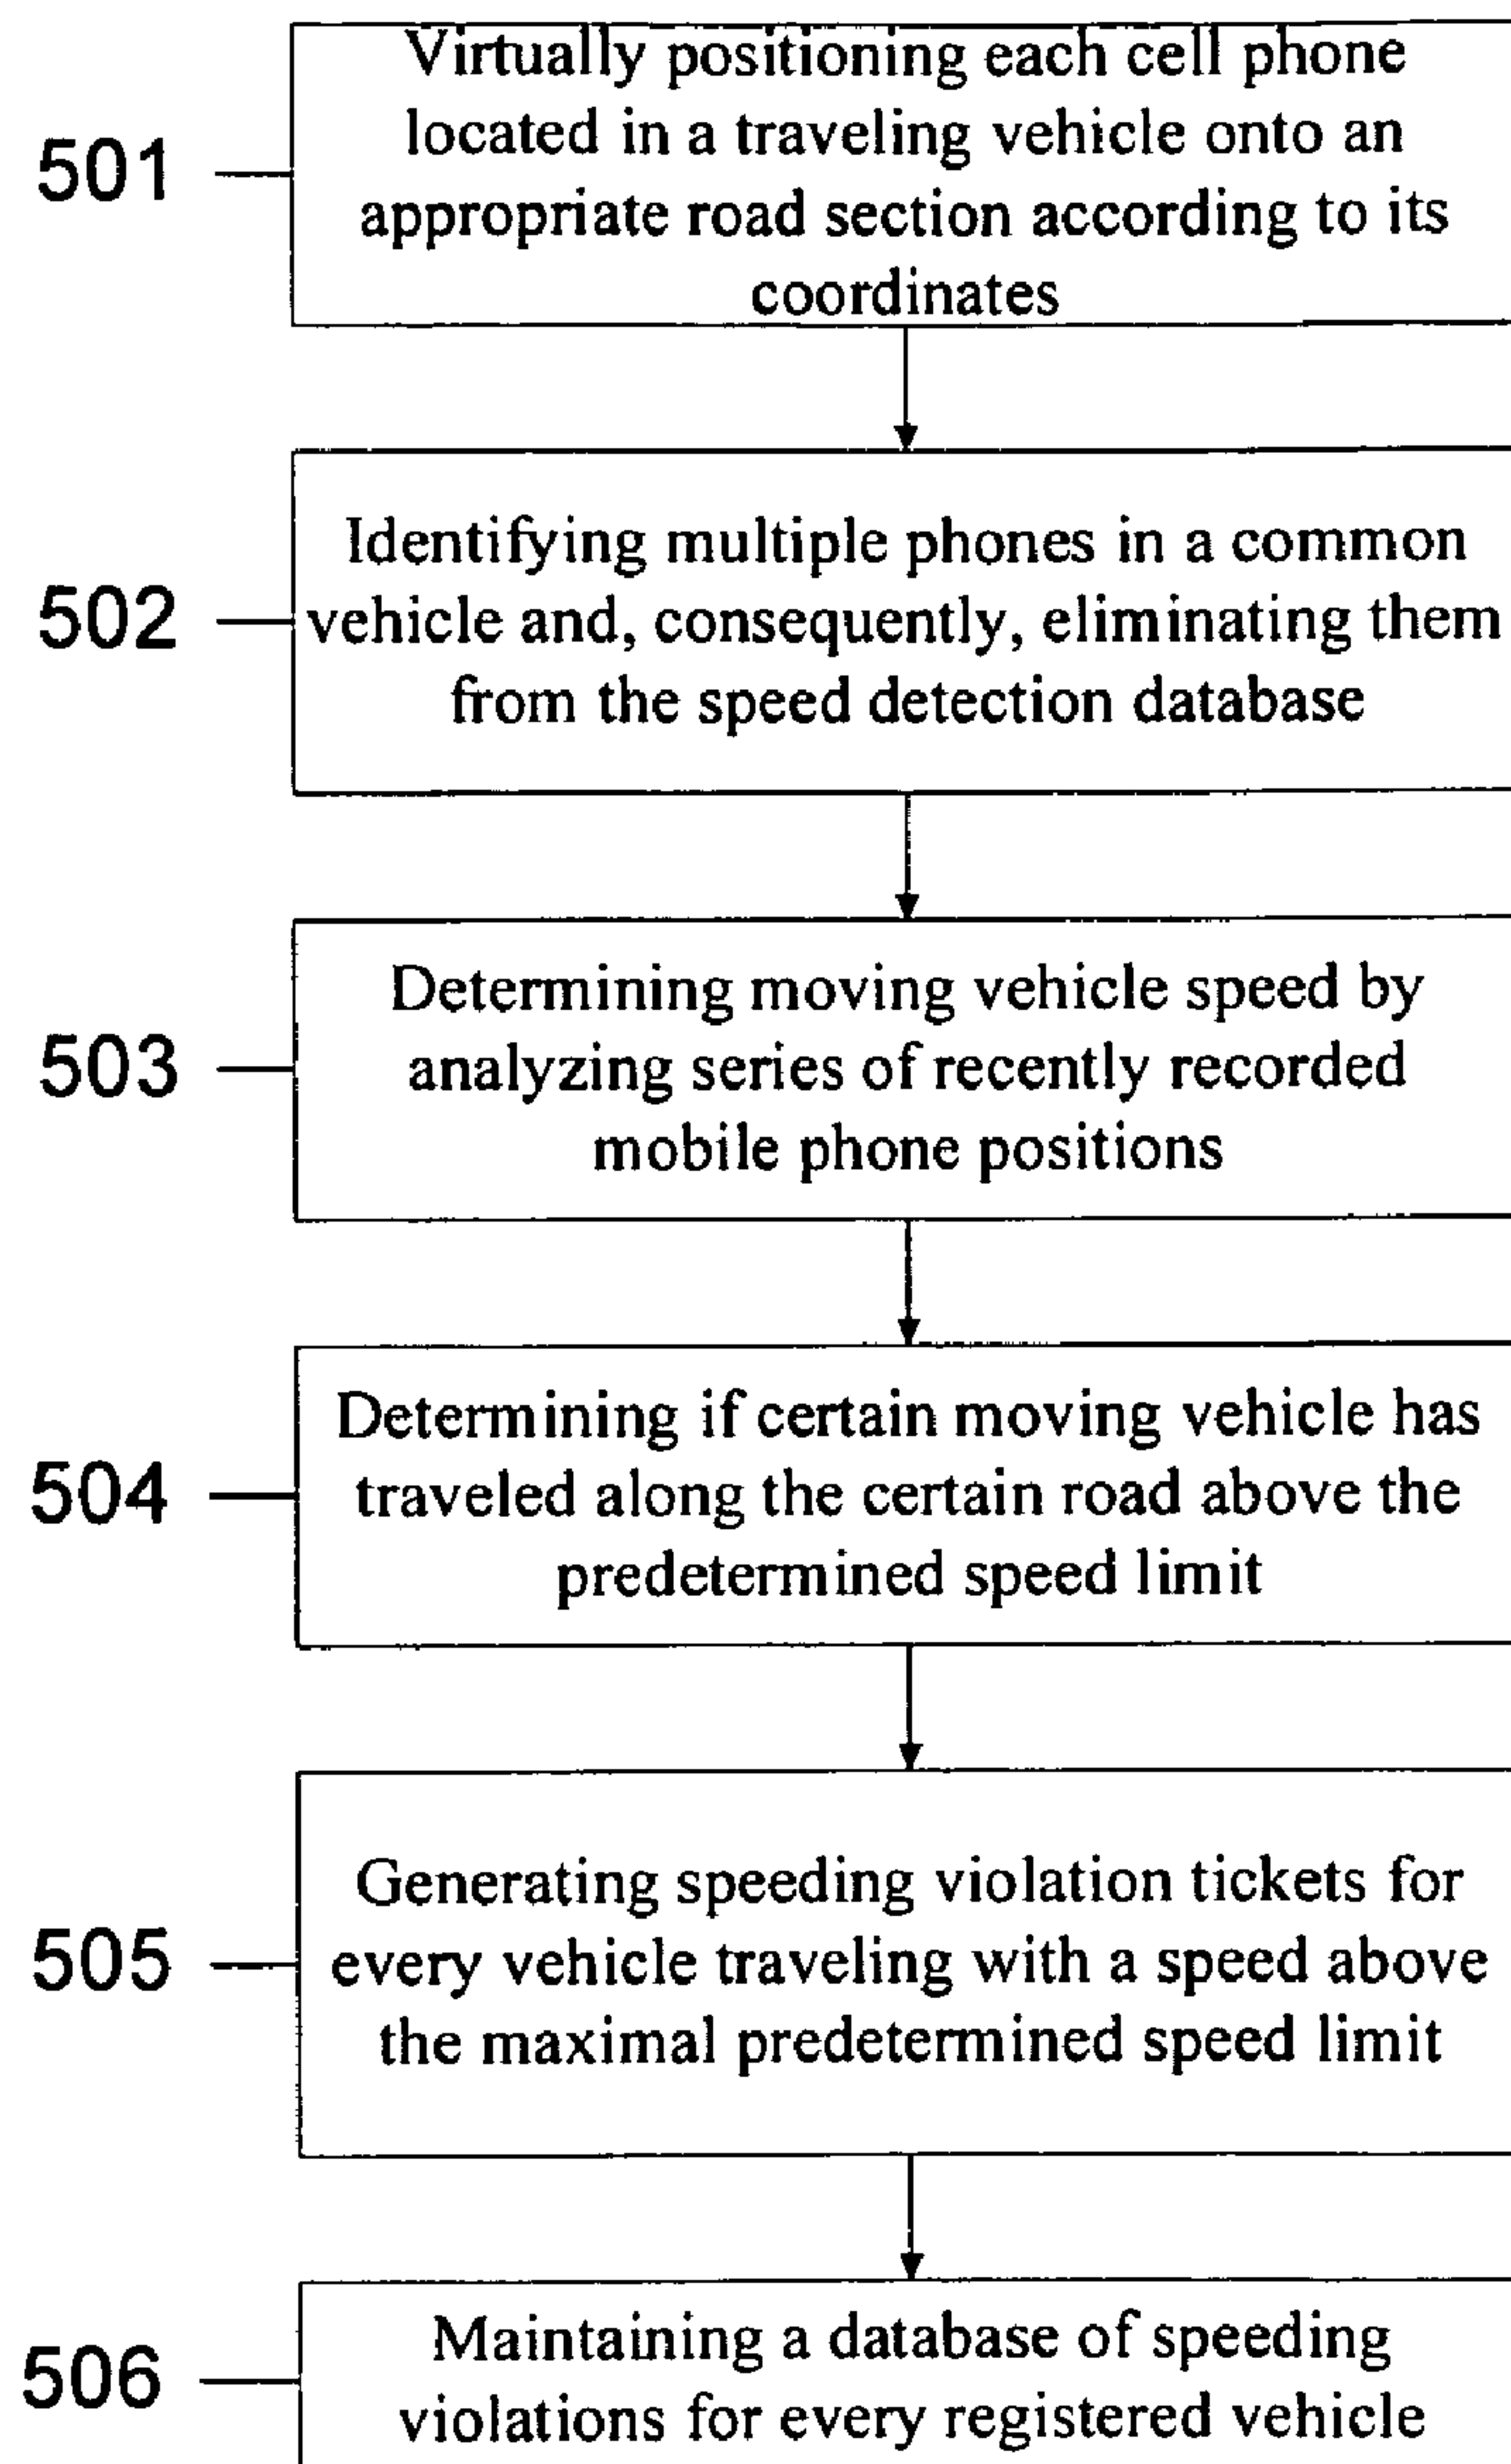 Virtually positioning each cell phone
located in a traveling vehicle onto an
appropriate road section according to its
coordinates
501
Identifying multiple phones in a common
vehicle and, consequently, eliminating them
from the speed detection database
502
Determining moving vehicle speed by
analyzing series of recently recorded
mobile phone positions
503
Determining if certain moving vehicle has
traveled along the certain road above the
predetermined speed limit
504
Generating speeding violation tickets for
every vehicle traveling with a speed above
the maximal predetermined speed limit
505
Maintaining a database of speeding
violations for every registered vehicle
506